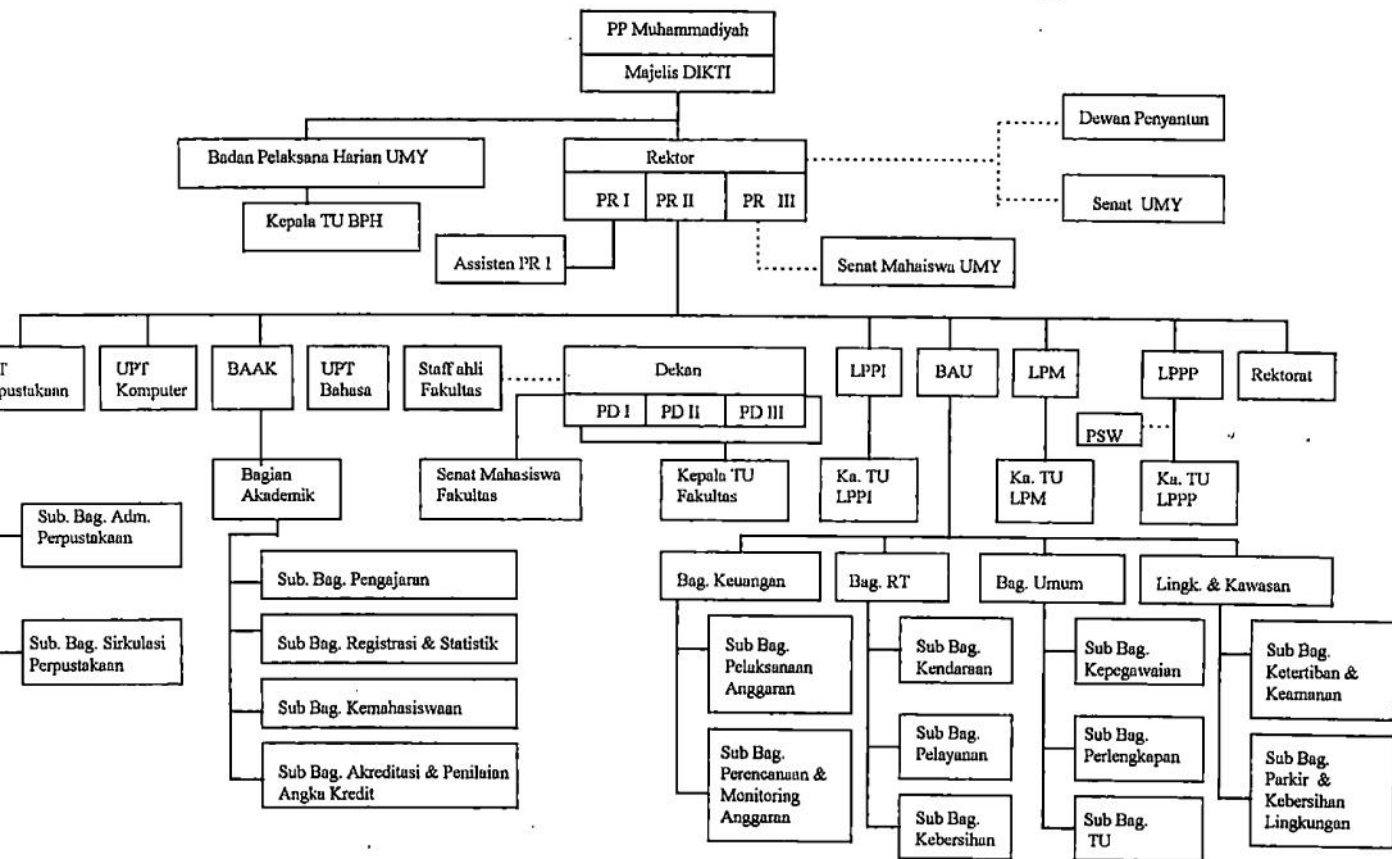 PP Muhammadiyah
Majelis DIKTI
Dewan Penyantun
Badan Pelaksana Harian UMY
Rektor
PR I
PR II
PR III
Senat UMY
Kepala TU BPH
Assisten PR 1
Senat Mahaiswa UMY
UPT
Komputer
BAAK
UPT
Bahasa
Staff ahli
Fakultas
Dekan
PD I
PD II
PD III
LPPI
BAU
LPM
LPPP
Rektorat
PSW
Bagian
Akademik
Senat Mahasiswa
Fakultas
Kepala TU
Fakultas
Ka. TU
LPPI
Ka. TU
LPM
Ka. TU
LPPP
Sub. Bag. Adm.
Perpustakaan
Sub. Bag. Sirkulasi
Perpustakaan
Sub. Bag. Pengajaran
Sub Bag. Registrasi & Statistik
Sub Bag. Kemahasiswaan
Sub Bag. Akreditasi & Penilaian
Angka Kredit
Bag. Keuangan
Bag. RT
Bag. Umum
Lingk. & Kawasan
Sub Bag.
Pelaksanaan
Anggaran
Sub Bag.
Kendaraan
Sub Bag.
Kepegawaian
Sub Bag.
Ketertiban &
Keamanan
Sub Bag.
Perencanaan &
Monitoring
Anggaran
Sub Bag.
Pelayanan
Sub Bag.
Perlengkapan
Sub Bag.
Parkir &
Kebersihan
Lingkungan
Sub Bag.
Kebersihan
Sub Bag.
TU